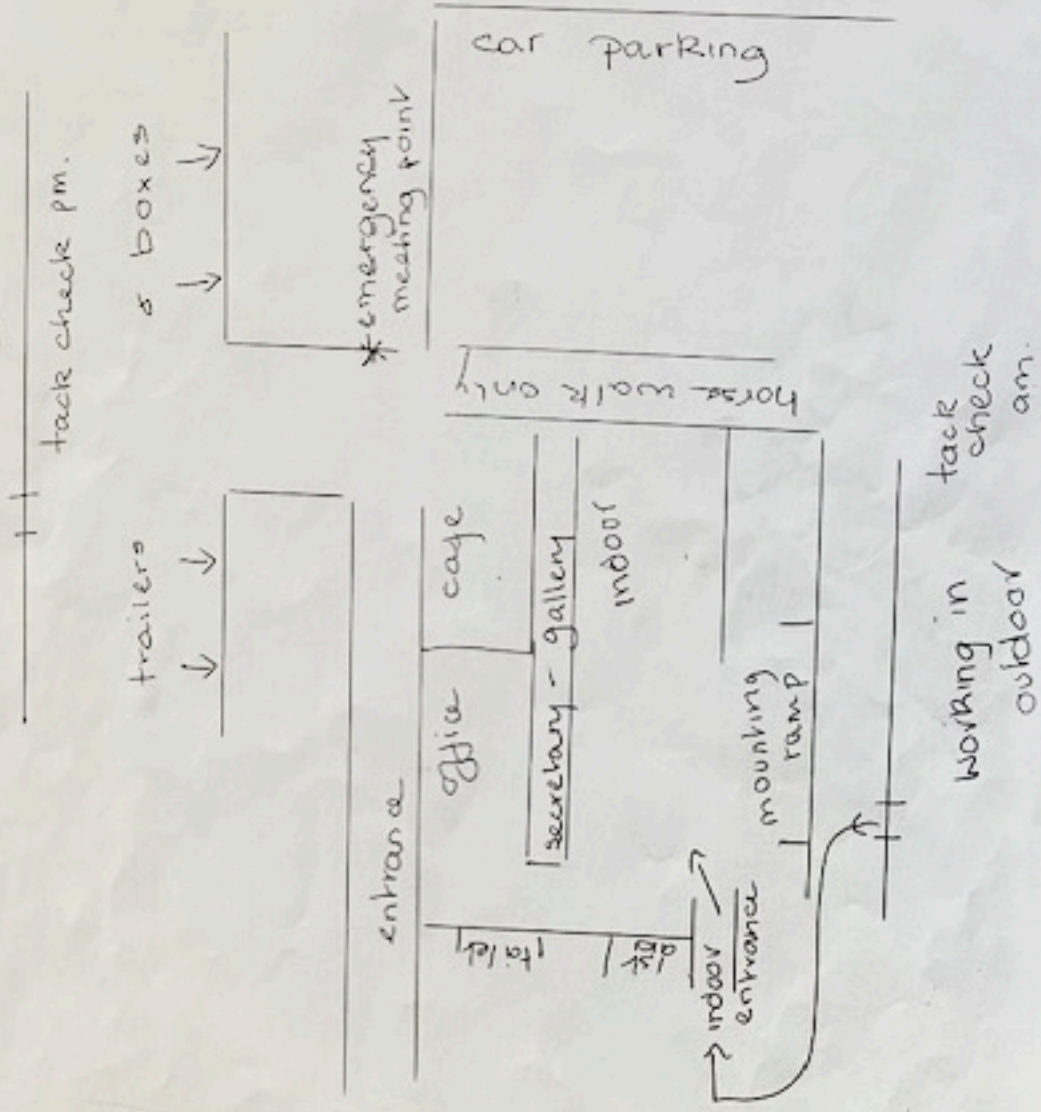 car parking
tack check pm.
trailers
boxes
*emergency
meeting point
horse walk only
entrance
office
cafe
secretary - gallery
indoor
toilet
indoor
entrance
mounting
ramp
tack
check
am.
working in
outdoor